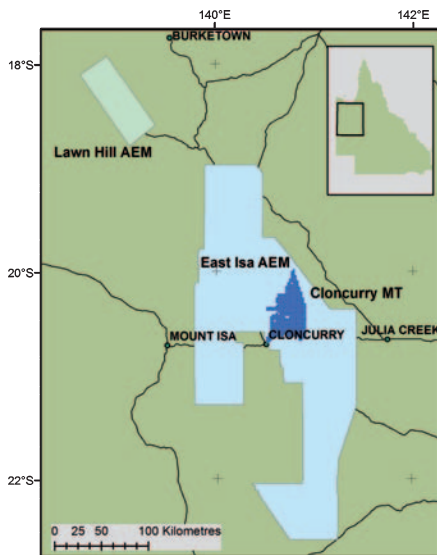 140°E
142°E
BURKETOWN
18°S
Lawn Hill AEM
20°S
East Isa AEM
Cloncurry MT
MOUNT ISA
CLONCURRY
JULIA CREEK
22°S
0 25 50 100 Kilometres